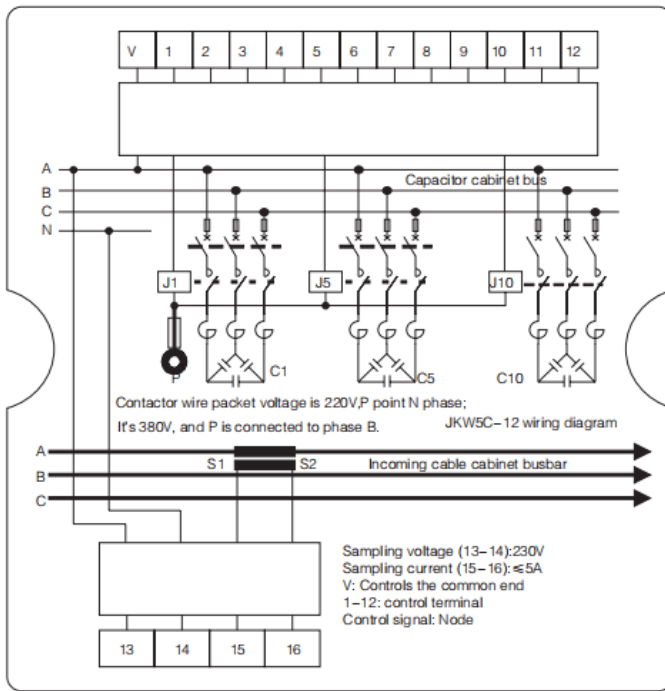 V 1 2 3 4 5 6 7 8 9 10 11 12
A
Capacitor cabinet bus
B
C
N
J1 J5 J10
P
C1 C5 C10
Contactor wire packet voltage is 220V,P point N phase;
It's 380V, and P is connected to phase B.
JKW5C-12 wiring diagram
A
S1 S2 Incoming cable cabinet busbar
B
C
Sampling voltage (13-14):230V
Sampling current (15-16):≤5A
V: Controls the common end
1-12: control terminal
Control signal: Node
13 14 15 16